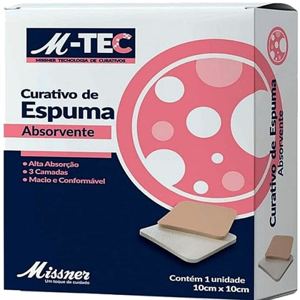 M-TEC
MISSNER TECNOLOGIA DE CURATIVOS
Curativo de
Espuma
Absorvente
• Alta Absorção
• 3 Camadas
• Macio e Conformável
Missner
Um toque de cuidado
Contém 1 unidade
10cm x 10cm
Curativo de Espuma
Absorvente
Missner